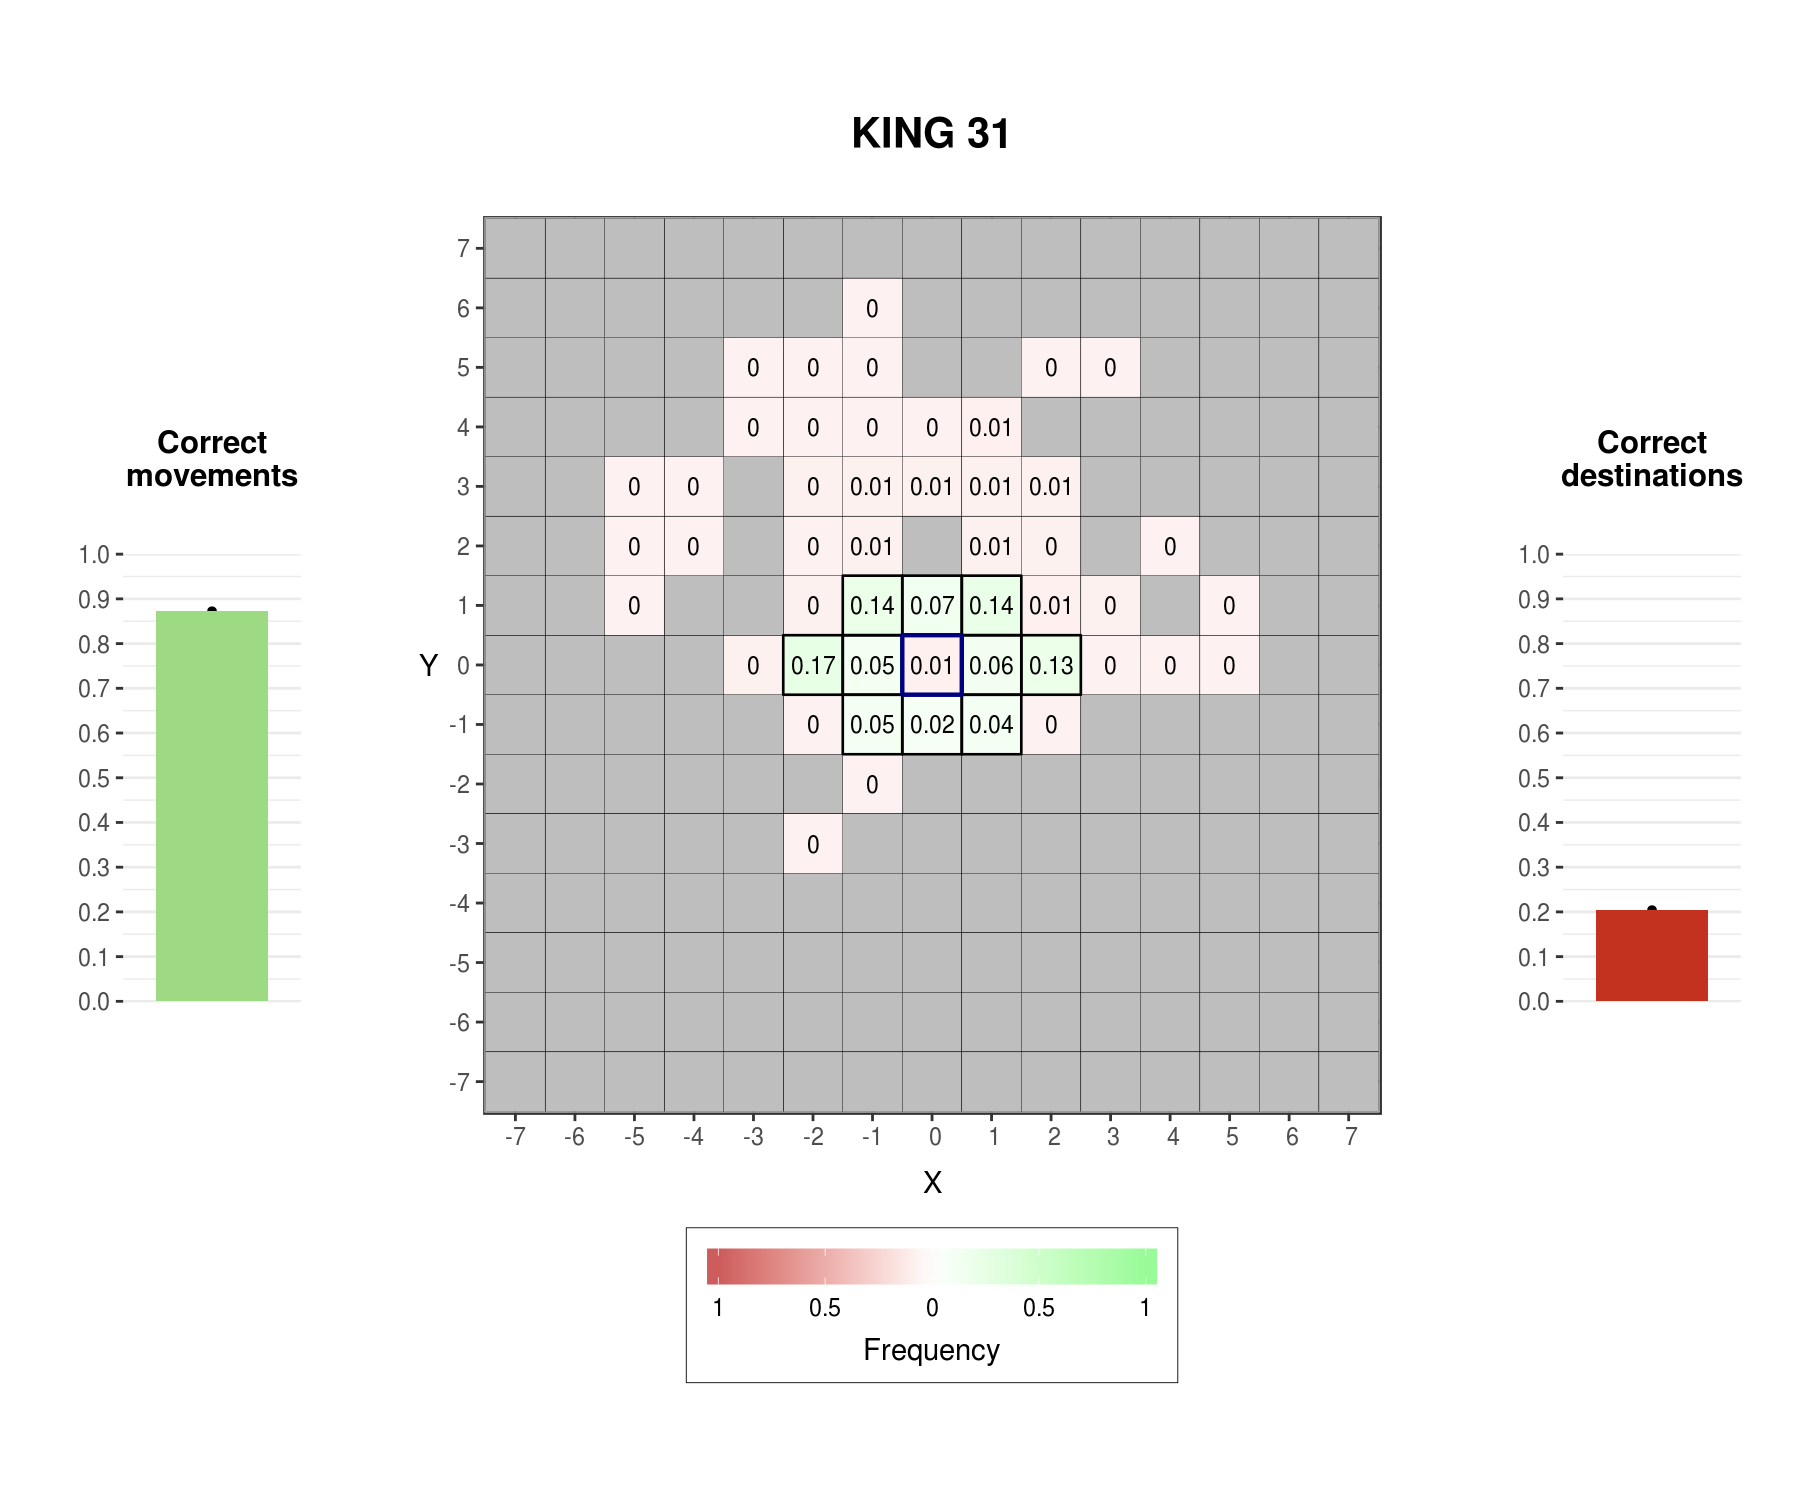 KING 31
Correct
movements
1.0
0.9
0.8
0.7
0.6
0.5
0.4
0.3
0.2
0.1
0.0
Y
7
6 0
5 0 0 0 0 0
4 0 0 0 0 0.01
3 0 0 0 0.01 0.01 0.01 0.01
2 0 0 0 0.01 0.01 0 0
1 0 0 0.14 0.07 0.14 0.01 0 0
0 0 0.17 0.05 0.01 0.06 0.13 0 0 0
-1 0 0.05 0.02 0.04 0
-2 0
-3 0
-4
-5
-6
-7
-7 -6 -5 -4 -3 -2 -1 0 1 2 3 4 5 6 7
X
1 0.5 0 0.5 1
Frequency
Correct
destinations
1.0
0.9
0.8
0.7
0.6
0.5
0.4
0.3
0.2
0.1
0.0